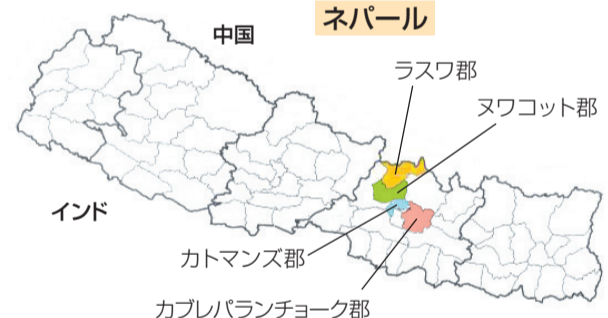 ネパール
中国
ラスワ郡
ヌワコット郡
インド
カトマンズ郡
カブレパランチョーク郡